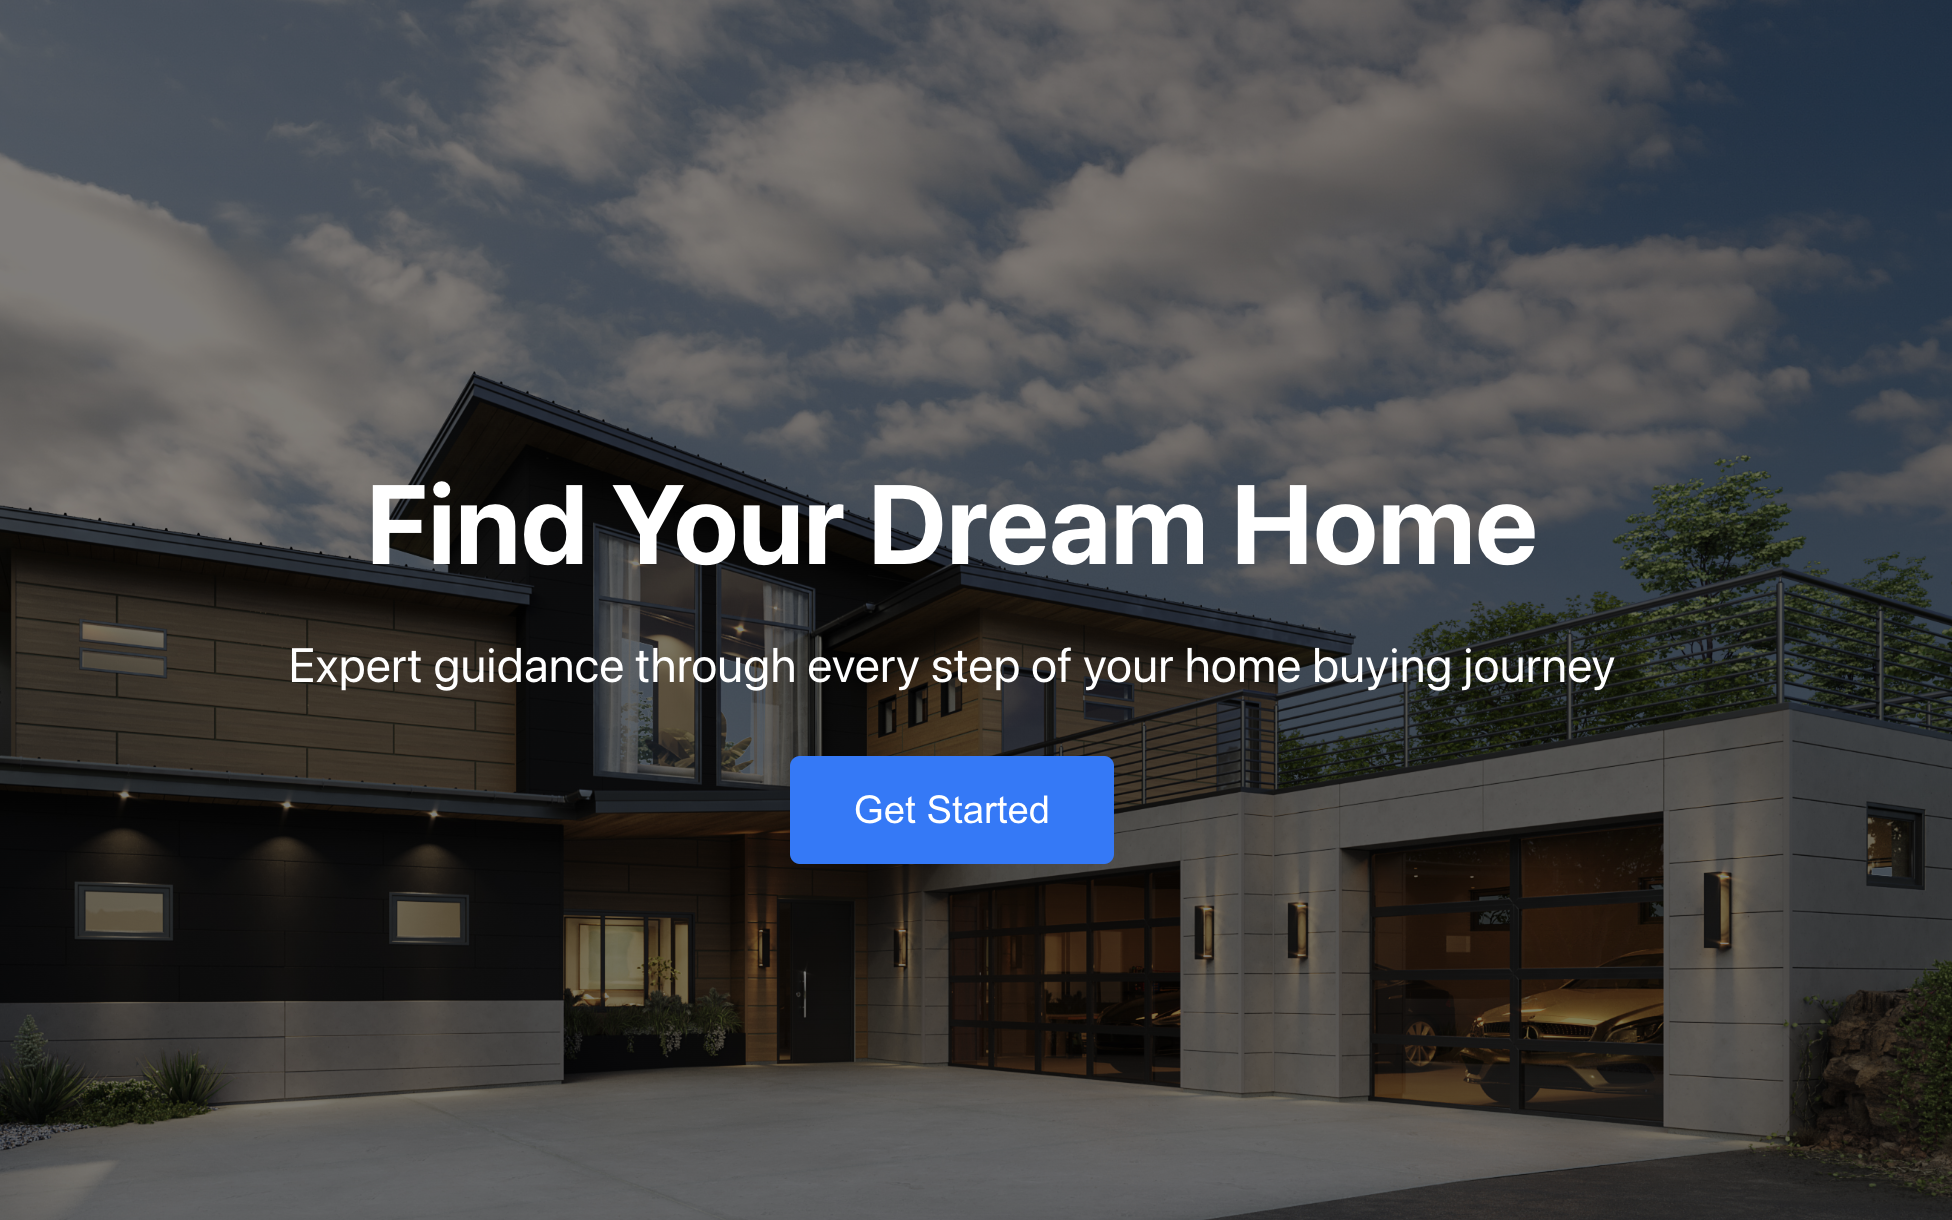 Find Your Dream Home
Expert guidance through every step of your home buying journey
Get Started